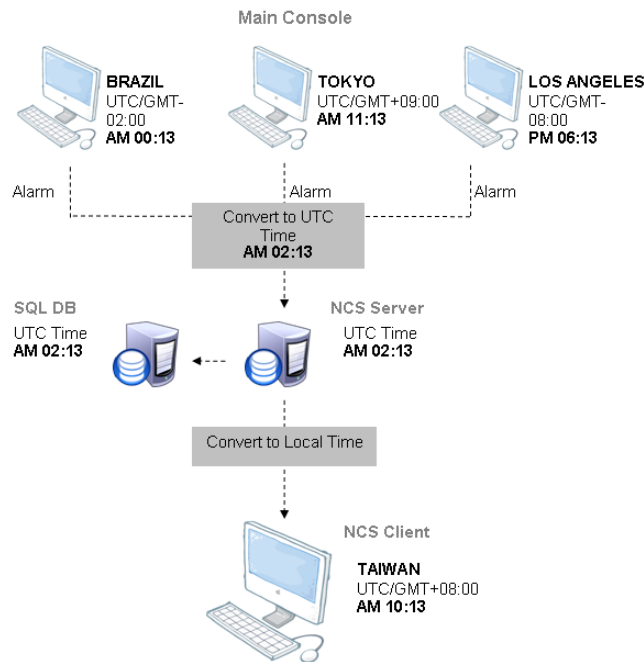 Main Console
BRAZIL
UTC/GMT-
02:00
AM 00:13
TOKYO
UTC/GMT+09:00
AM 11:13
LOS ANGELES
UTC/GMT-
08:00
PM 06:13
Alarm
Alarm
Alarm
Convert to UTC
Time
AM 02:13
SQL DB
UTC Time
AM 02:13
NCS Server
UTC Time
AM 02:13
Convert to Local Time
NCS Client
TAIWAN
UTC/GMT+08:00
AM 10:13